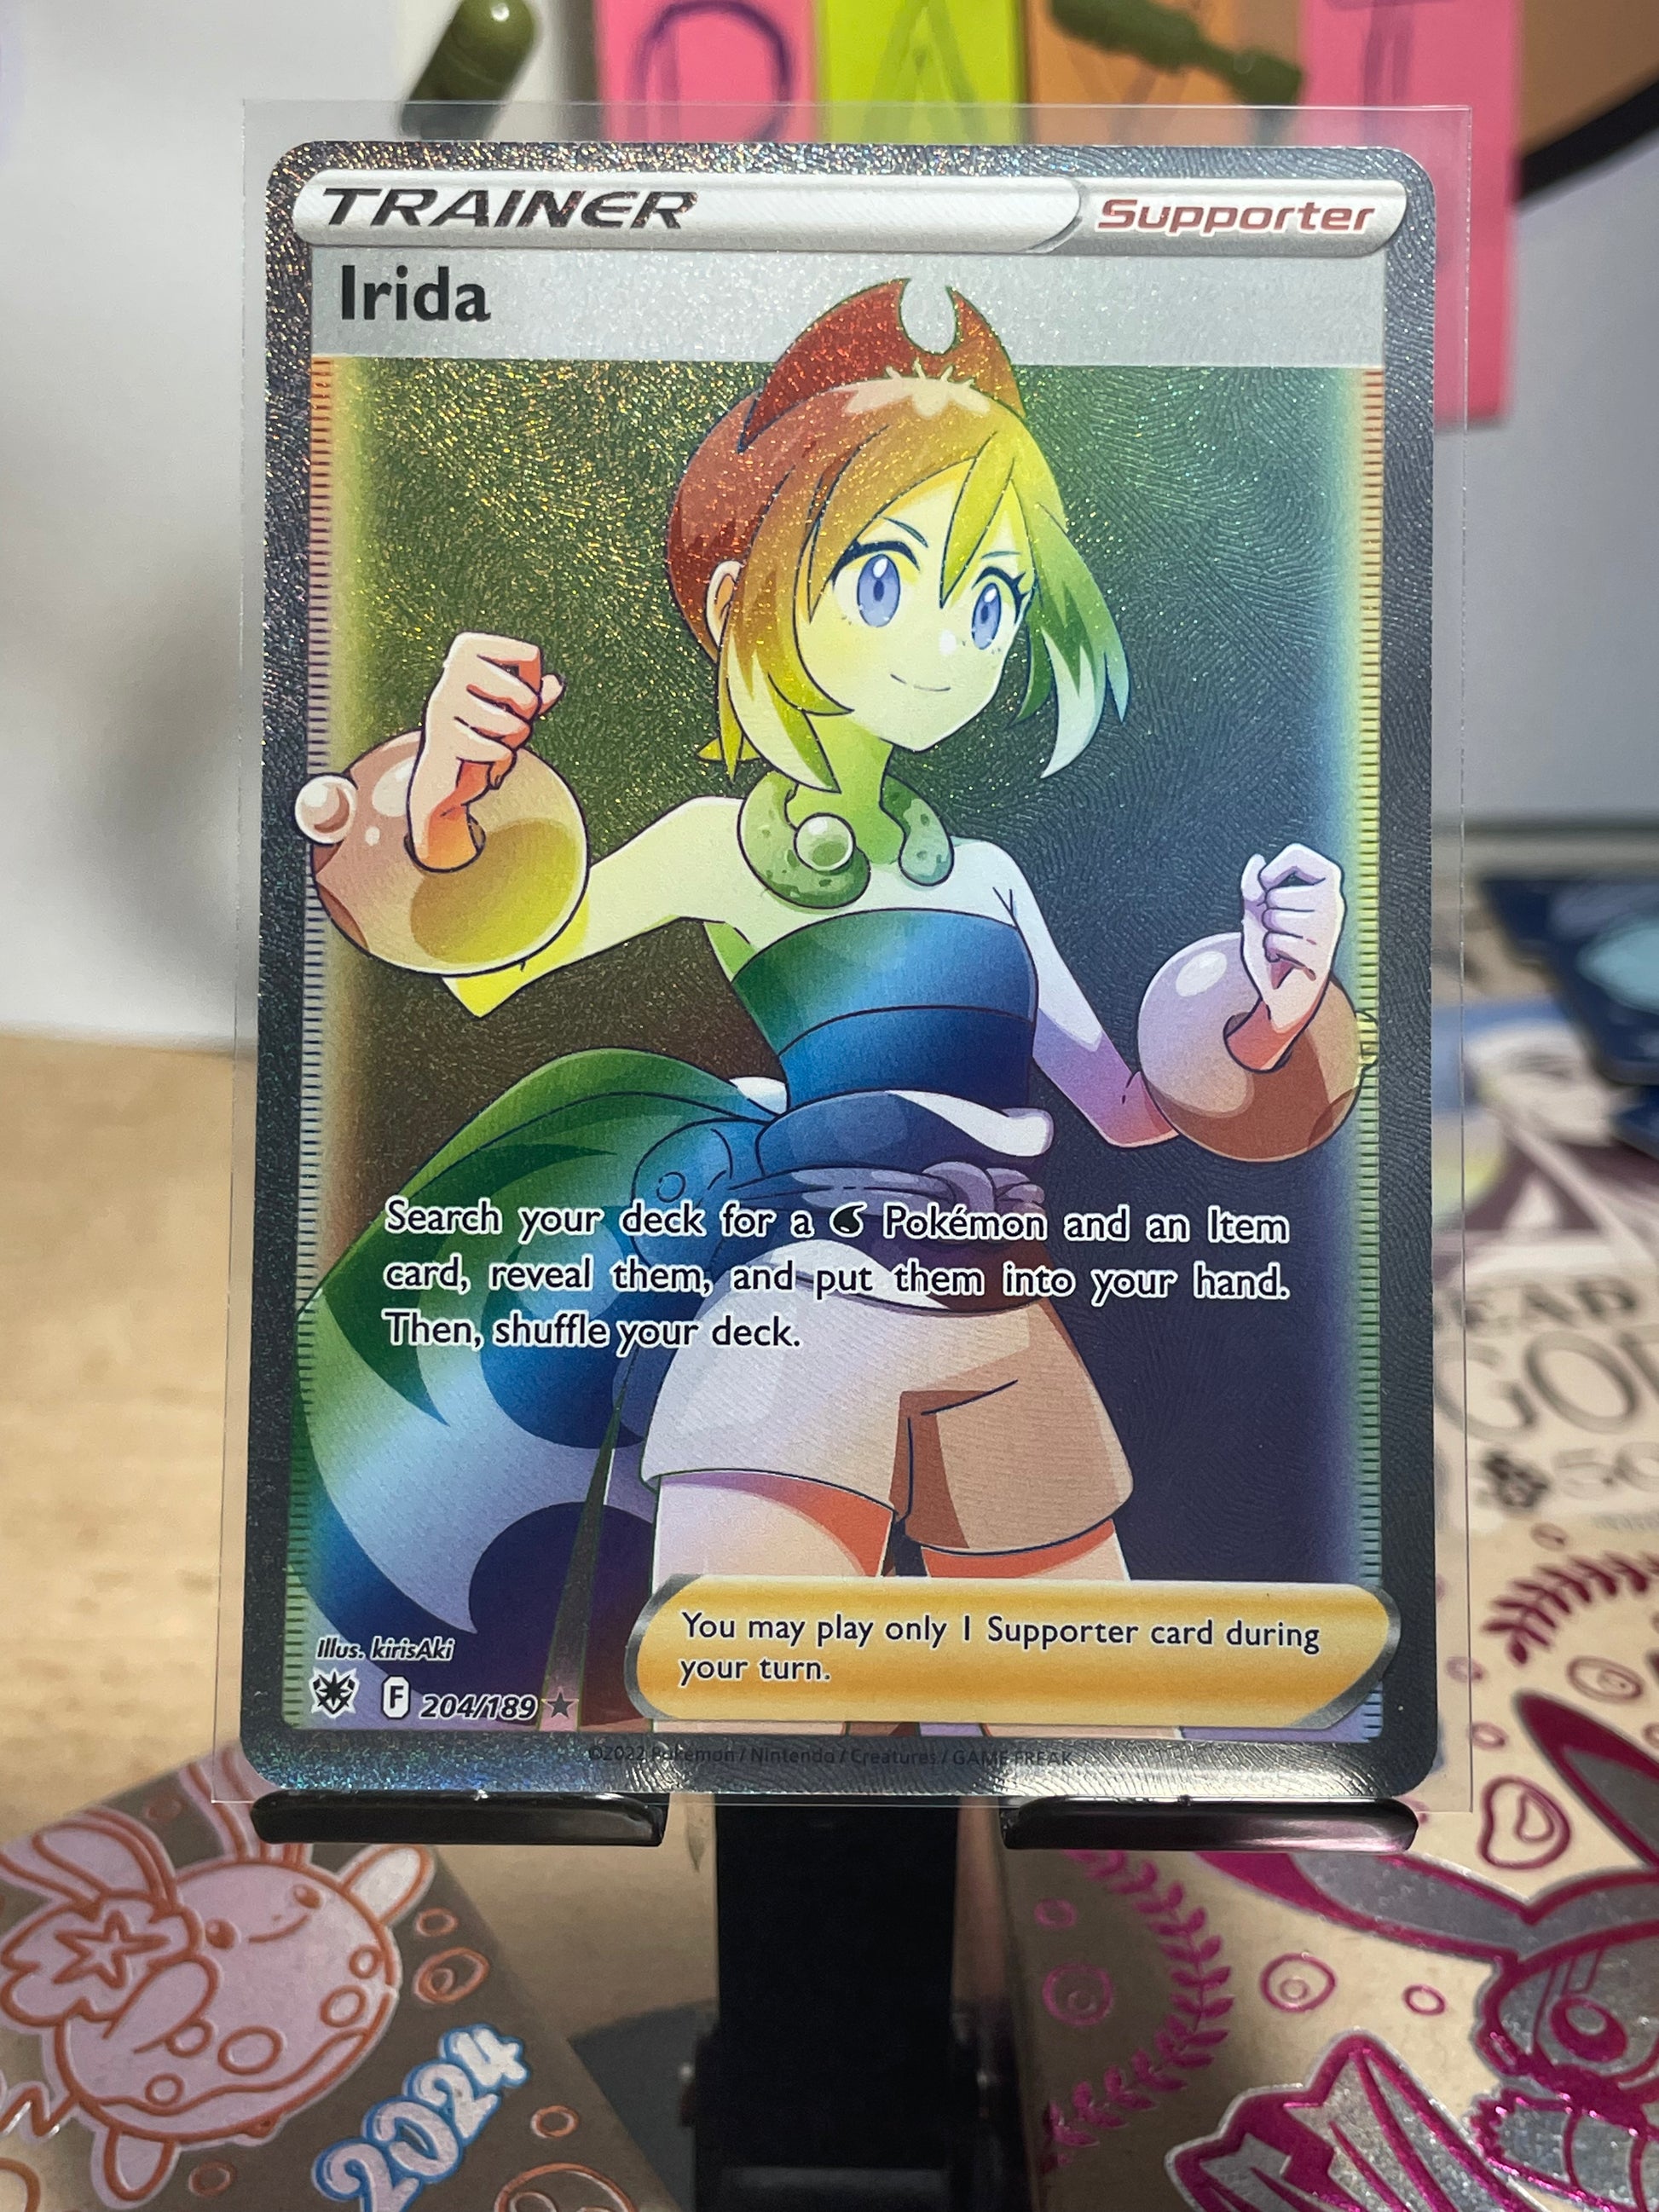 TRAINER
Supporter
Irida
Search your deck for a Pokémon and an Item
card, reveal them, and put them into your hand.
Then, shuffle your deck.
You may play only 1 Supporter card during
your turn.
Illus. kirisAki
F 204/189
©2022 Pokémon / Nintendo / Creatures / GAME FREAK
2024